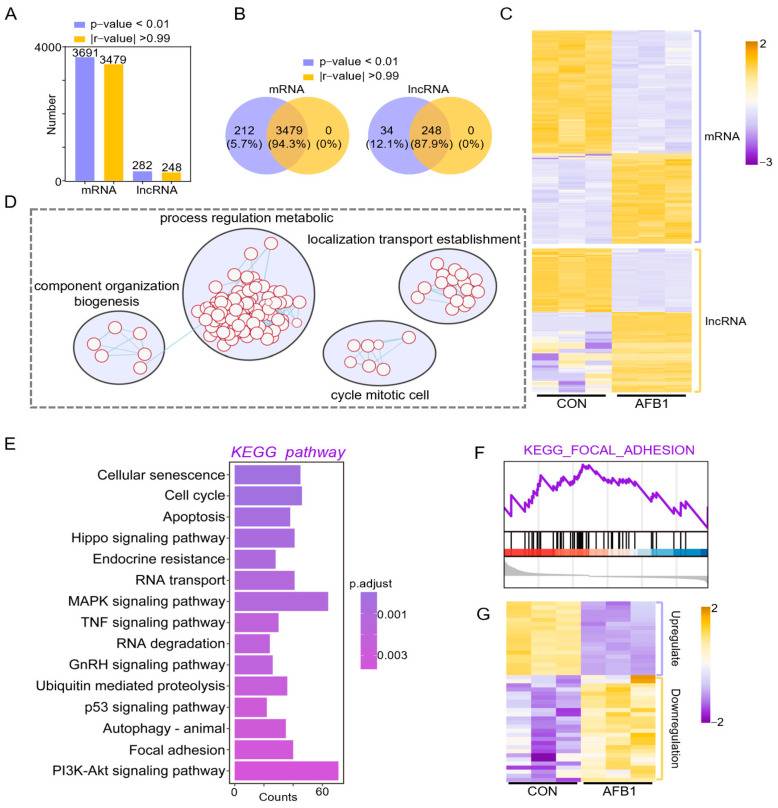 A
p-value < 0.01
|r-value| >0.99
4000
3691
3479
Number
282
248
0
mRNA
lncRNA
B
p-value < 0.01
|r-value| >0.99
mRNA
lncRNA
212
(5.7%)
3479
(94.3%)
0
(0%)
34
(12.1%)
248
(87.9%)
0
(0%)
C
2
−3
mRNA
lncRNA
CON
AFB1
D
process regulation metabolic
localization transport establishment
component organization
biogenesis
cycle mitotic cell
E
KEGG pathway
Cellular senescence
Cell cycle
Apoptosis
Hippo signaling pathway
Endocrine resistance
RNA transport
MAPK signaling pathway
TNF signaling pathway
RNA degradation
GnRH signaling pathway
Ubiquitin mediated proteolysis
p53 signaling pathway
Autophagy - animal
Focal adhesion
PI3K-Akt signaling pathway
0
60
Counts
p.adjust
0.001
0.003
F
KEGG_FOCAL_ADHESION
G
2
−2
Upregulate
Downregulation
CON
AFB1